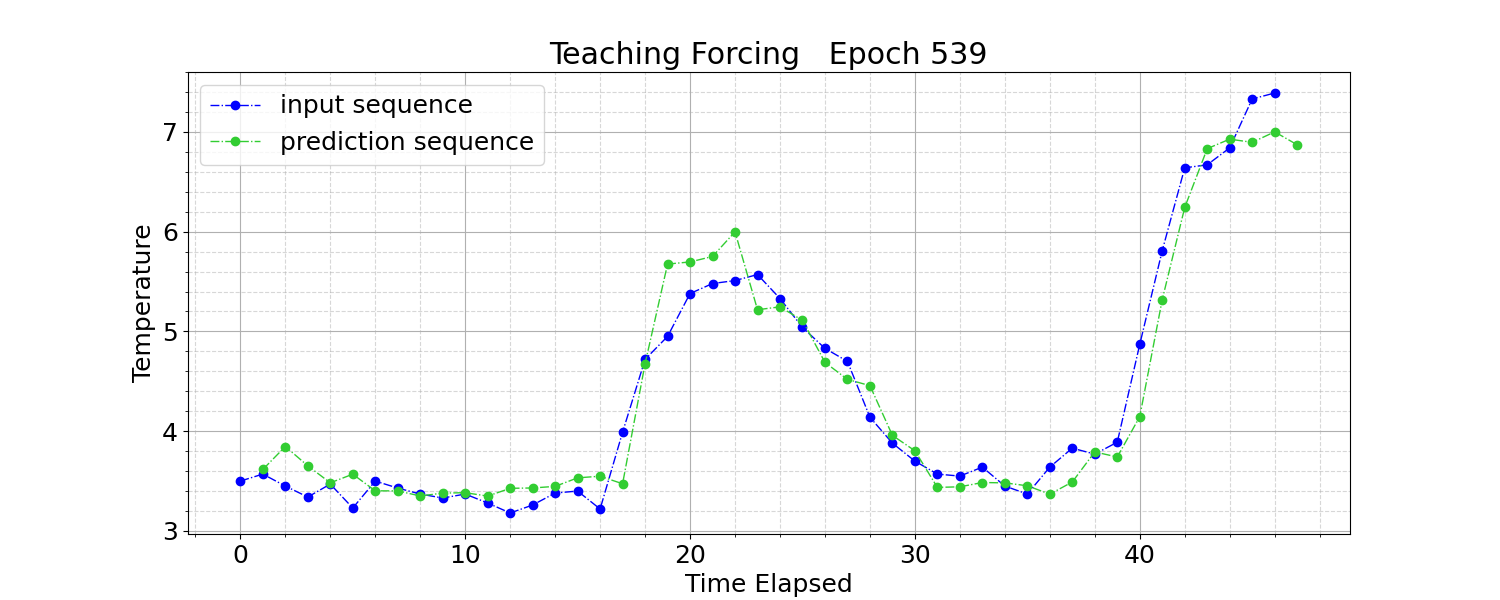 Teaching Forcing   Epoch 539
input sequence
prediction sequence
Temperature
7
6
5
4
3
0 10 20 30 40
Time Elapsed